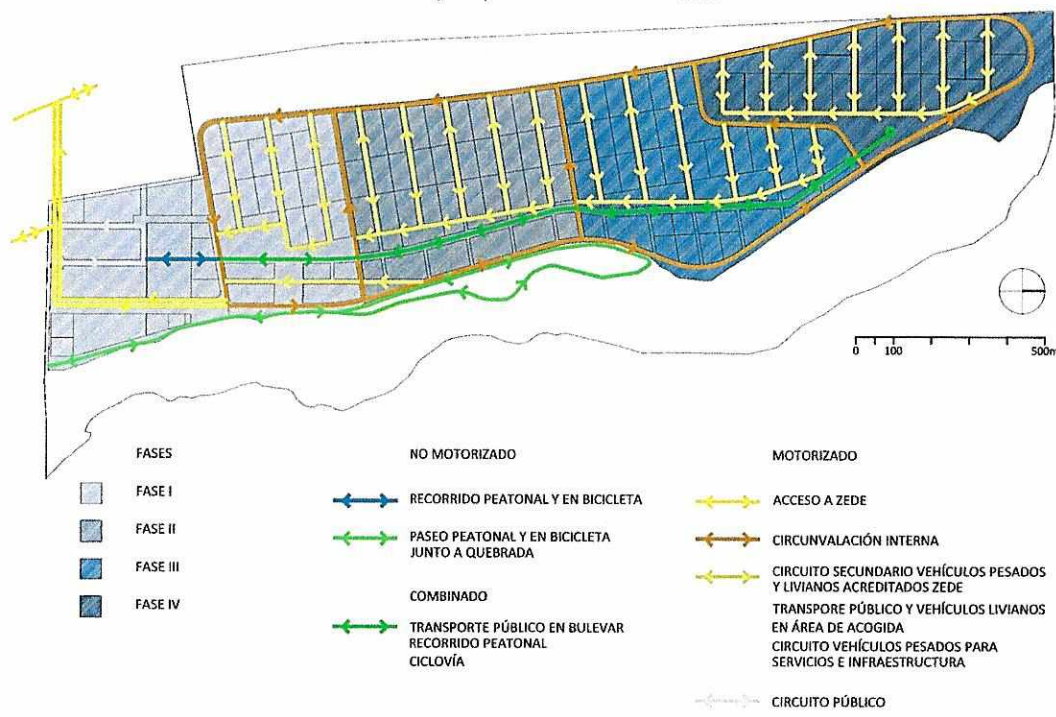 0 100 500m
FASES
FASE I
FASE II
FASE III
FASE IV
NO MOTORIZADO
RECORRIDO PEATONAL Y EN BICICLETA
PASEO PEATONAL Y EN BICICLETA
JUNTO A QUEBRADA
COMBINADO
TRANSPORTE PÚBLICO EN BULEVAR
RECORRIDO PEATONAL
CICLOVÍA
MOTORIZADO
ACCESO A ZEDE
CIRCUNVALACIÓN INTERNA
CIRCUITO SECUNDARIO VEHÍCULOS PESADOS
Y LIVIANOS ACREDITADOS ZEDE
TRANSPORE PÚBLICO Y VEHÍCULOS LIVIANOS
EN ÁREA DE ACOGIDA
CIRCUITO VEHÍCULOS PESADOS PARA
SERVICIOS E INFRAESTRUCTURA
CIRCUITO PÚBLICO